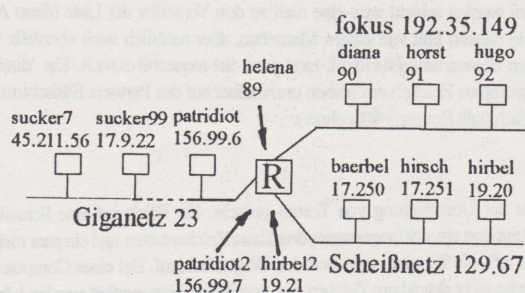 fokus 192.35.149
diana horst hugo
90 91 92
helena
89
sucker7 sucker99 patridiot
45.211.56 17.9.22 156.99.6
R
baerbel hirsch hirbel
17.250 17.251 19.20
Giganetz 23
patridiot2 hirbel2 Scheißnetz 129.67
156.99.7 19.21